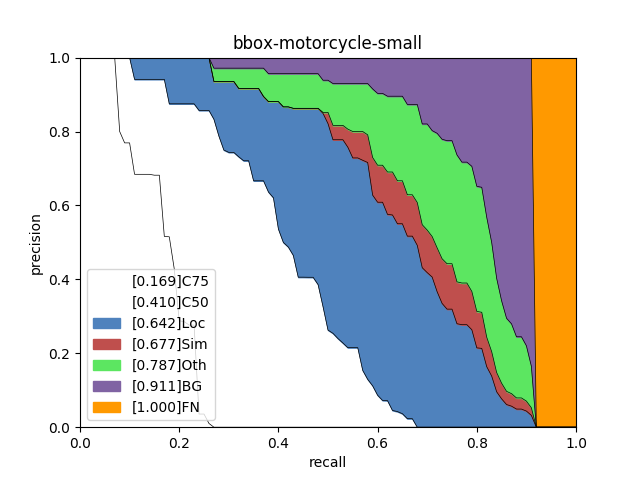 bbox-motorcycle-small
1.0
0.8
0.6
0.4
0.2
0.0
precision
[0.169]C75
[0.410]C50
[0.642]Loc
[0.677]Sim
[0.787]Oth
[0.911]BG
[1.000]FN
0.0 0.2 0.4 0.6 0.8 1.0
recall